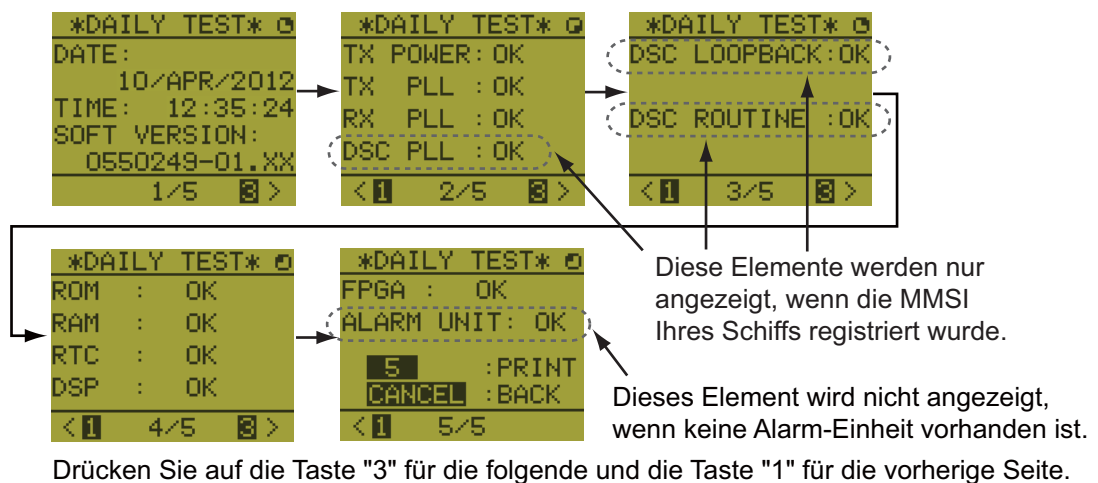 *DAILY TEST*
DATE:
10/APR/2012
TIME: 12:35:24
SOFT VERSION:
0550249-01.XX
1/5 3 >
*DAILY TEST*
TX POWER: OK
TX PLL : OK
RX PLL : OK
DSC PLL : OK
< 1 2/5 3 >
*DAILY TEST*
DSC LOOPBACK:OK
DSC ROUTINE :OK
< 1 3/5 3 >
Diese Elemente werden nur
angezeigt, wenn die MMSI
Ihres Schiffs registriert wurde.
*DAILY TEST*
ROM : OK
RAM : OK
RTC : OK
DSP : OK
< 1 4/5 3 >
*DAILY TEST*
FPGA : OK
ALARM UNIT: OK
5 :PRINT
CANCEL :BACK
< 1 5/5
Dieses Element wird nicht angezeigt,
wenn keine Alarm-Einheit vorhanden ist.
Drücken Sie auf die Taste "3" für die folgende und die Taste "1" für die vorherige Seite.